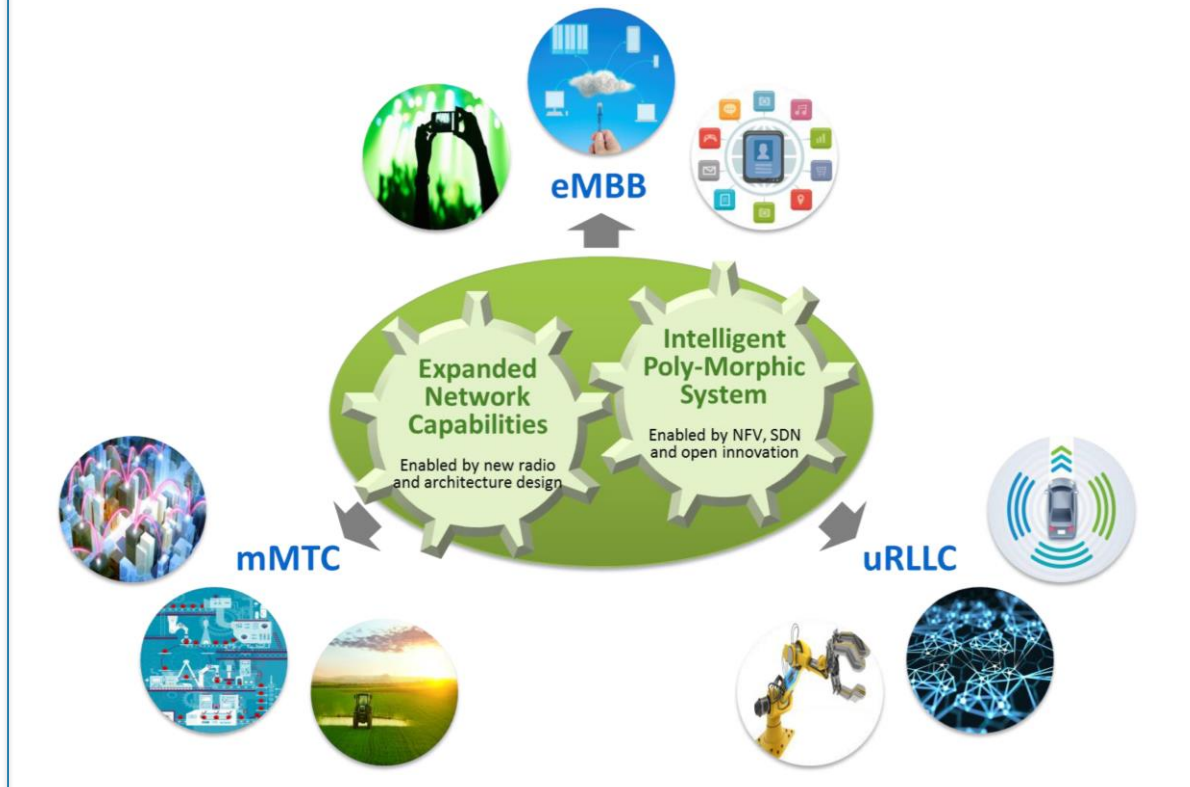 eMBB
Expanded
Network
Capabilities
Enabled by new radio
and architecture design
Intelligent
Poly-Morphic
System
Enabled by NFV, SDN
and open innovation
mMTC
uRLLC